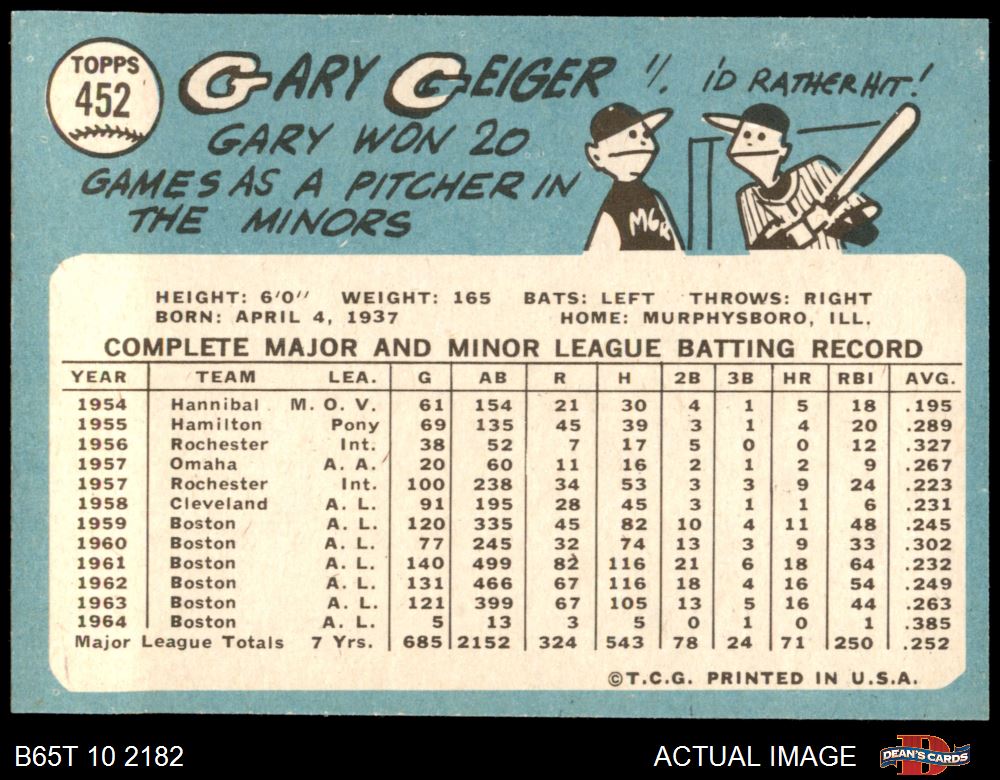 TOPPS
452
GARY GEIGER
GARY WON 20
GAMES AS A PITCHER IN
THE MINORS
I'D RATHER HIT!
MGR
HEIGHT: 6'0" WEIGHT: 165 BATS: LEFT THROWS: RIGHT
BORN: APRIL 4, 1937 HOME: MURPHYSBORO, ILL.
COMPLETE MAJOR AND MINOR LEAGUE BATTING RECORD
YEAR TEAM LEA. G AB R H 2B 3B HR RBI AVG.
1954 Hannibal M. O. V. 61 154 21 30 4 1 5 18 .195
1955 Hamilton Pony 69 135 45 39 3 1 4 20 .289
1956 Rochester Int. 38 52 7 17 5 0 0 12 .327
1957 Omaha A. A. 20 60 11 16 2 1 2 9 .267
1957 Rochester Int. 100 238 34 53 3 3 9 24 .223
1958 Cleveland A. L. 91 195 28 45 3 1 1 6 .231
1959 Boston A. L. 120 335 45 82 10 4 11 48 .245
1960 Boston A. L. 77 245 32 74 13 3 9 33 .302
1961 Boston A. L. 140 499 82 116 21 6 18 64 .232
1962 Boston A. L. 131 466 67 116 18 4 16 54 .249
1963 Boston A. L. 121 399 67 105 13 5 16 44 .263
1964 Boston A. L. 5 13 3 5 0 1 0 1 .385
Major League Totals 7 Yrs. 685 2152 324 543 78 24 71 250 .252
©T.C.G. PRINTED IN U.S.A.
B65T 10 2182 ACTUAL IMAGE
D
DEAN'S CARDS